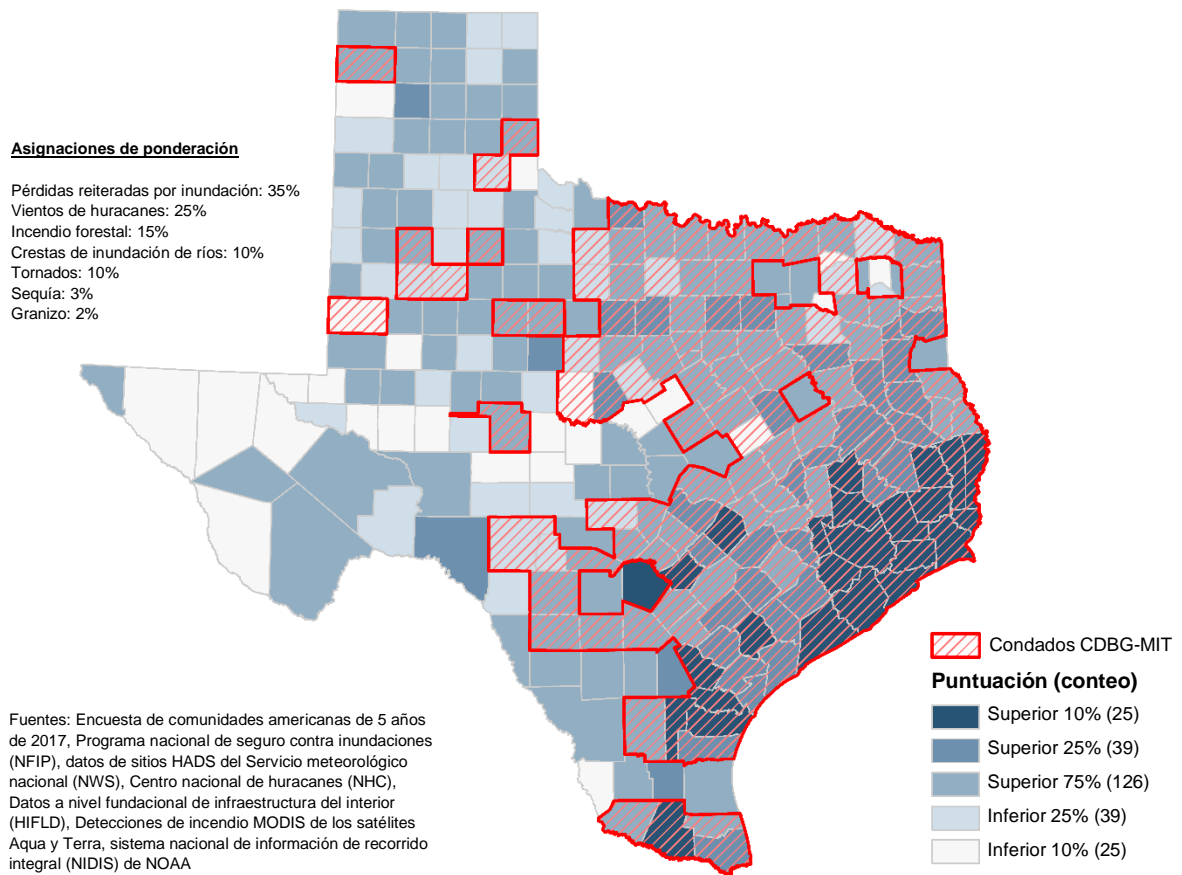 Asignaciones de ponderación
Pérdidas reiteradas por inundación: 35%
Vientos de huracanes: 25%
Incendio forestal: 15%
Crestas de inundación de ríos: 10%
Tornados: 10%
Sequía: 3%
Granizo: 2%
Condados CDBG-MIT
Puntuación (conteo)
Superior 10% (25)
Superior 25% (39)
Superior 75% (126)
Inferior 25% (39)
Inferior 10% (25)
Fuentes: Encuesta de comunidades americanas de 5 años
de 2017, Programa nacional de seguro contra inundaciones
(NFIP), datos de sitios HADS del Servicio meteorológico
nacional (NWS), Centro nacional de huracanes (NHC),
Datos a nivel fundacional de infraestructura del interior
(HIFLD), Detecciones de incendio MODIS de los satélites
Aqua y Terra, sistema nacional de información de recorrido
integral (NIDIS) de NOAA